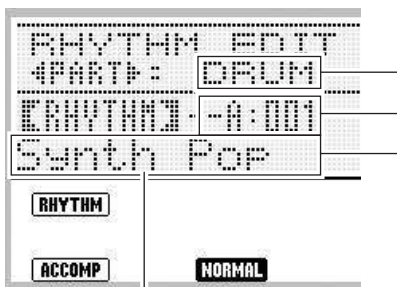 RHYTHM EDIT
◀PART▶: DRUM
【RHYTHM】--A:001
Synth Pop
RHYTHM
ACCOMP NORMAL